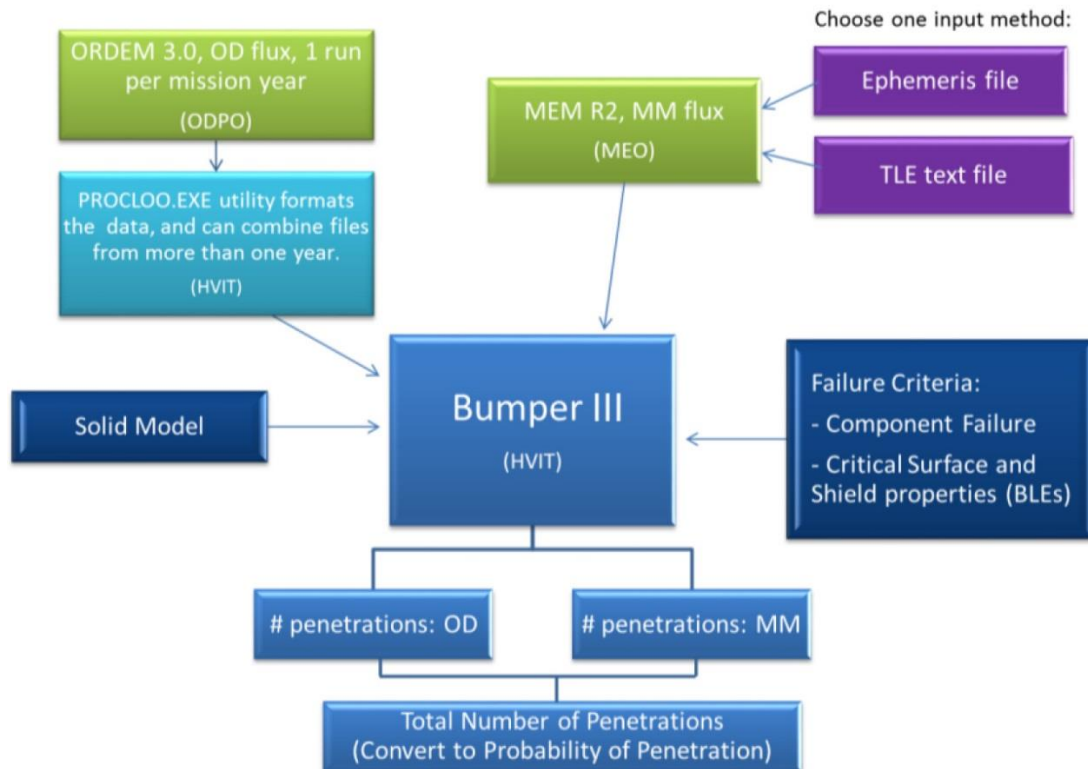 Choose one input method:
ORDEM 3.0, OD flux, 1 run
per mission year
(ODPO)
MEM R2, MM flux
(MEO)
Ephemeris file
TLE text file
PROCLOO.EXE utility formats
the data, and can combine files
from more than one year.
(HVIT)
Solid Model
Bumper III
(HVIT)
Failure Criteria:
- Component Failure
- Critical Surface and
Shield properties (BLEs)
# penetrations: OD
# penetrations: MM
Total Number of Penetrations
(Convert to Probability of Penetration)